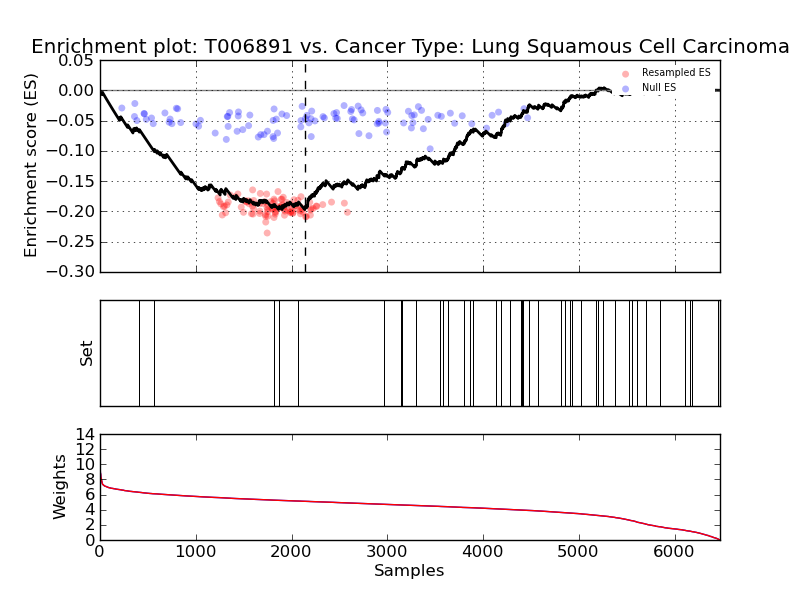 Enrichment plot: T006891 vs. Cancer Type: Lung Squamous Cell Carcinoma
0.05
0.00
−0.05
−0.10
−0.15
−0.20
−0.25
−0.30
Enrichment score (ES)
Resampled ES
Null ES
Set
14
12
10
8
6
4
2
0
Weights
0 1000 2000 3000 4000 5000 6000
Samples